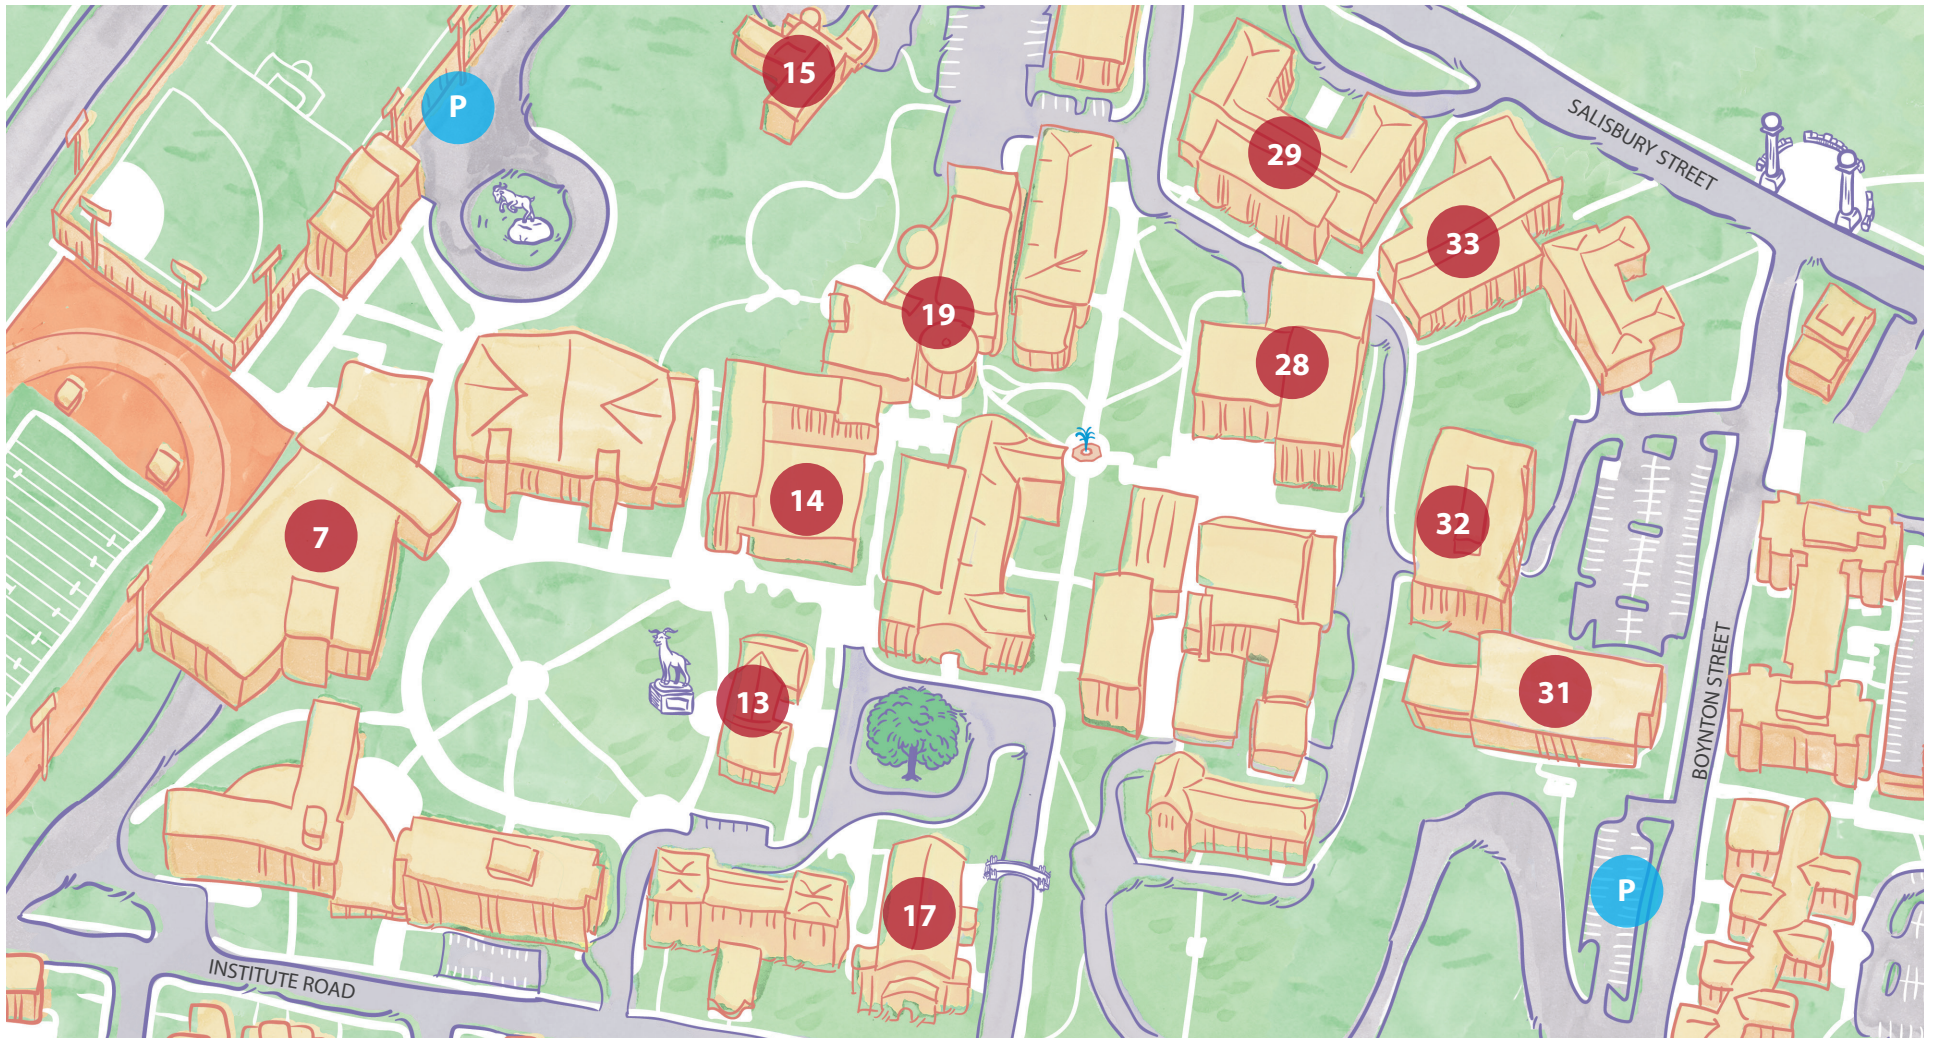 15
P
SALISBURY STREET
29
33
19
28
14
32
7
13
31
BOYNTON STREET
17
P
INSTITUTE ROAD